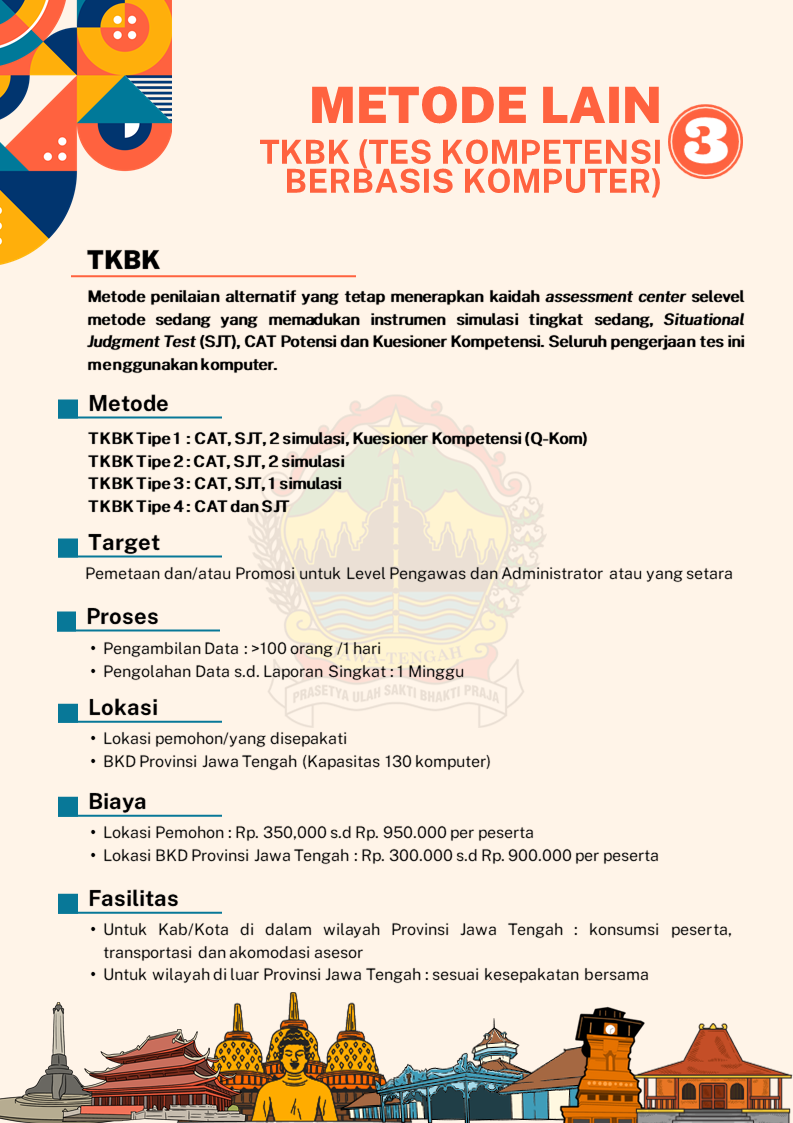 METODE LAIN
TKBK (TES KOMPETENSI
BERBASIS KOMPUTER)
3
TKBK
Metode penilaian alternatif yang tetap menerapkan kaidah assessment center selevel
metode sedang yang memadukan instrumen simulasi tingkat sedang, Situational
Judgment Test (SJT), CAT Potensi dan Kuesioner Kompetensi. Seluruh pengerjaan tes ini
menggunakan komputer.
Metode
TKBK Tipe 1 : CAT, SJT, 2 simulasi, Kuesioner Kompetensi (Q-Kom)
TKBK Tipe 2 : CAT, SJT, 2 simulasi
TKBK Tipe 3 : CAT, SJT, 1 simulasi
TKBK Tipe 4 : CAT dan SJT
Target
Pemetaan dan/atau Promosi untuk Level Pengawas dan Administrator atau yang setara
Proses
• Pengambilan Data : >100 orang /1 hari
• Pengolahan Data s.d. Laporan Singkat : 1 Minggu
JAWA-TENGAH
PRASETYA ULAH SAKTI BHAKTI PRAJA
Lokasi
• Lokasi pemohon/yang disepakati
• BKD Provinsi Jawa Tengah (Kapasitas 130 komputer)
Biaya
• Lokasi Pemohon : Rp. 350,000 s.d Rp. 950.000 per peserta
• Lokasi BKD Provinsi Jawa Tengah : Rp. 300.000 s.d Rp. 900.000 per peserta
Fasilitas
• Untuk Kab/Kota di dalam wilayah Provinsi Jawa Tengah : konsumsi peserta,
transportasi dan akomodasi asesor
• Untuk wilayah di luar Provinsi Jawa Tengah : sesuai kesepakatan bersama